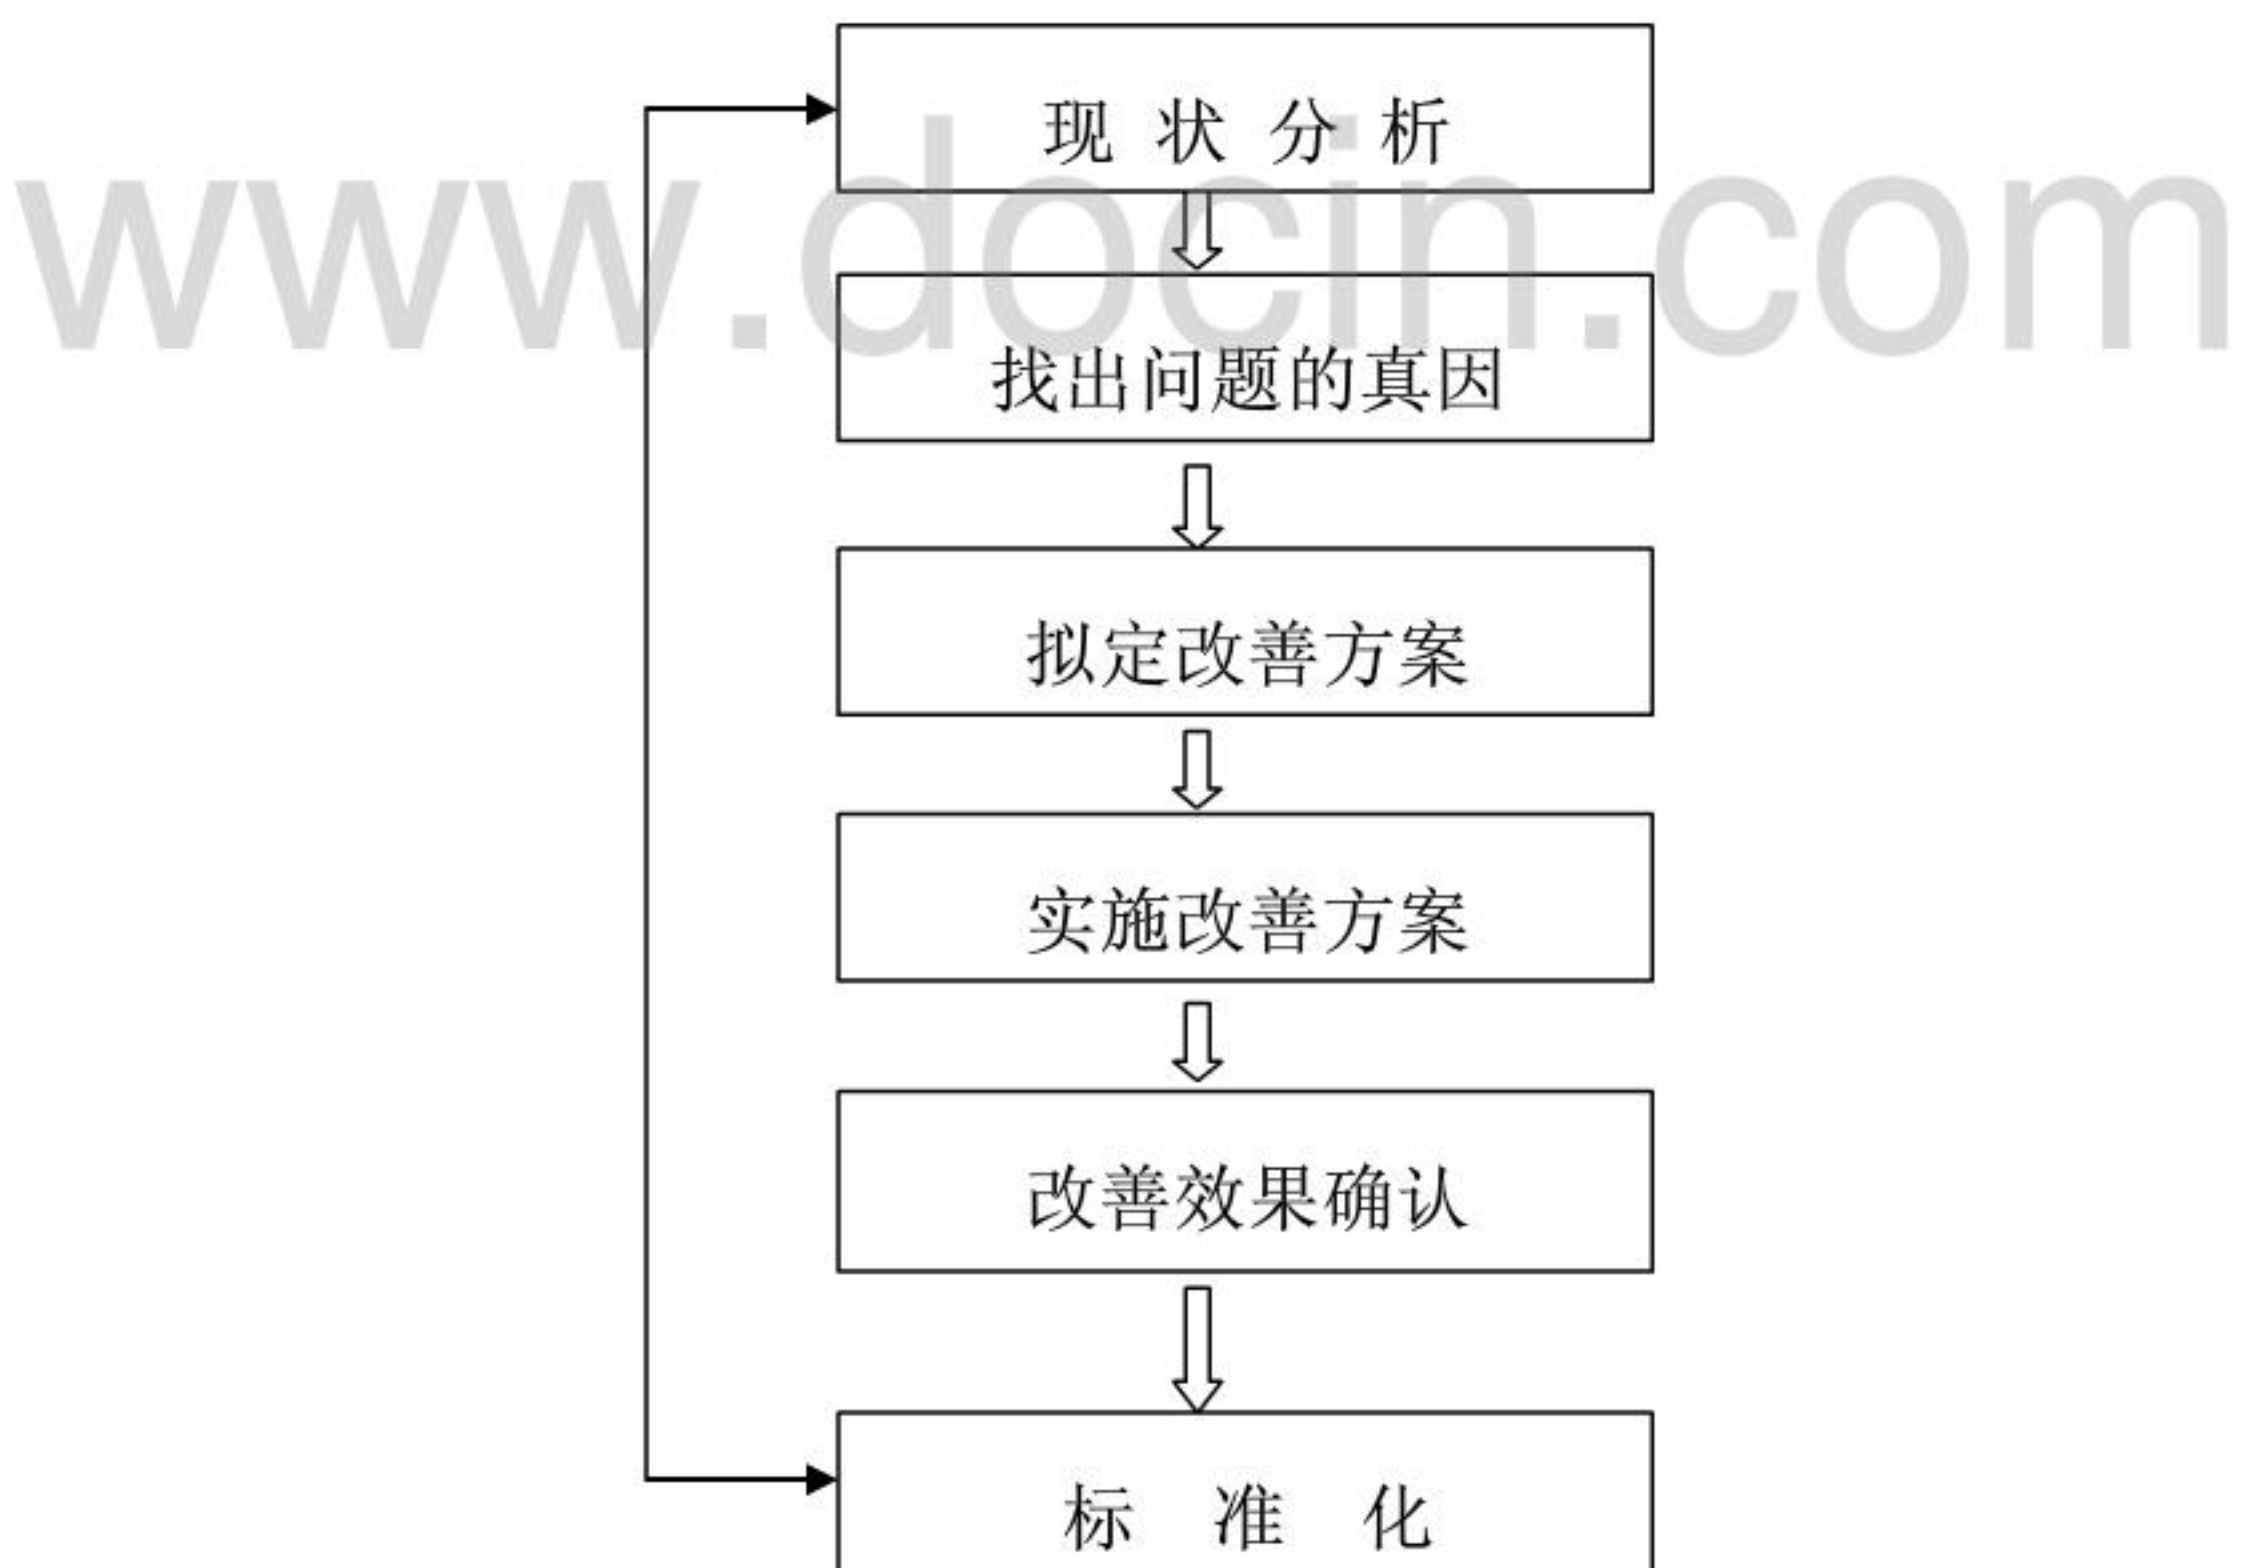 现 状 分 析
www.docin.com
找出问题的真因
拟定改善方案
实施改善方案
改善效果确认
标 准 化